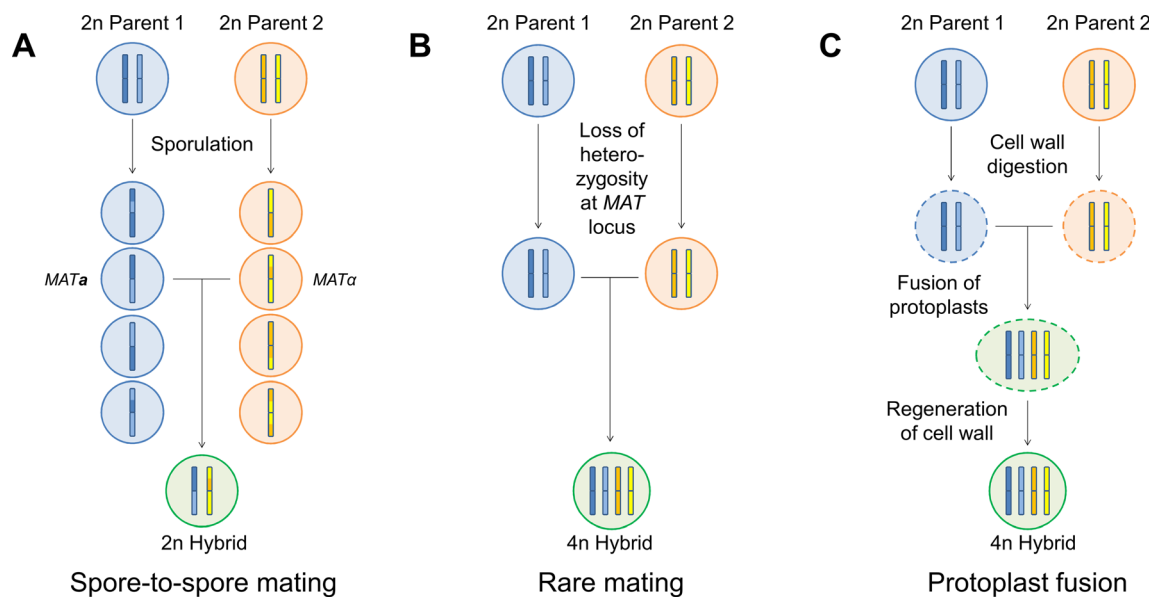 A
2n Parent 1
2n Parent 2
Sporulation
MATa
MATα
2n Hybrid
Spore-to-spore mating
B
2n Parent 1
2n Parent 2
Loss of
hetero-
zygosity
at MAT
locus
4n Hybrid
Rare mating
C
2n Parent 1
2n Parent 2
Cell wall
digestion
Fusion of
protoplasts
Regeneration
of cell wall
4n Hybrid
Protoplast fusion